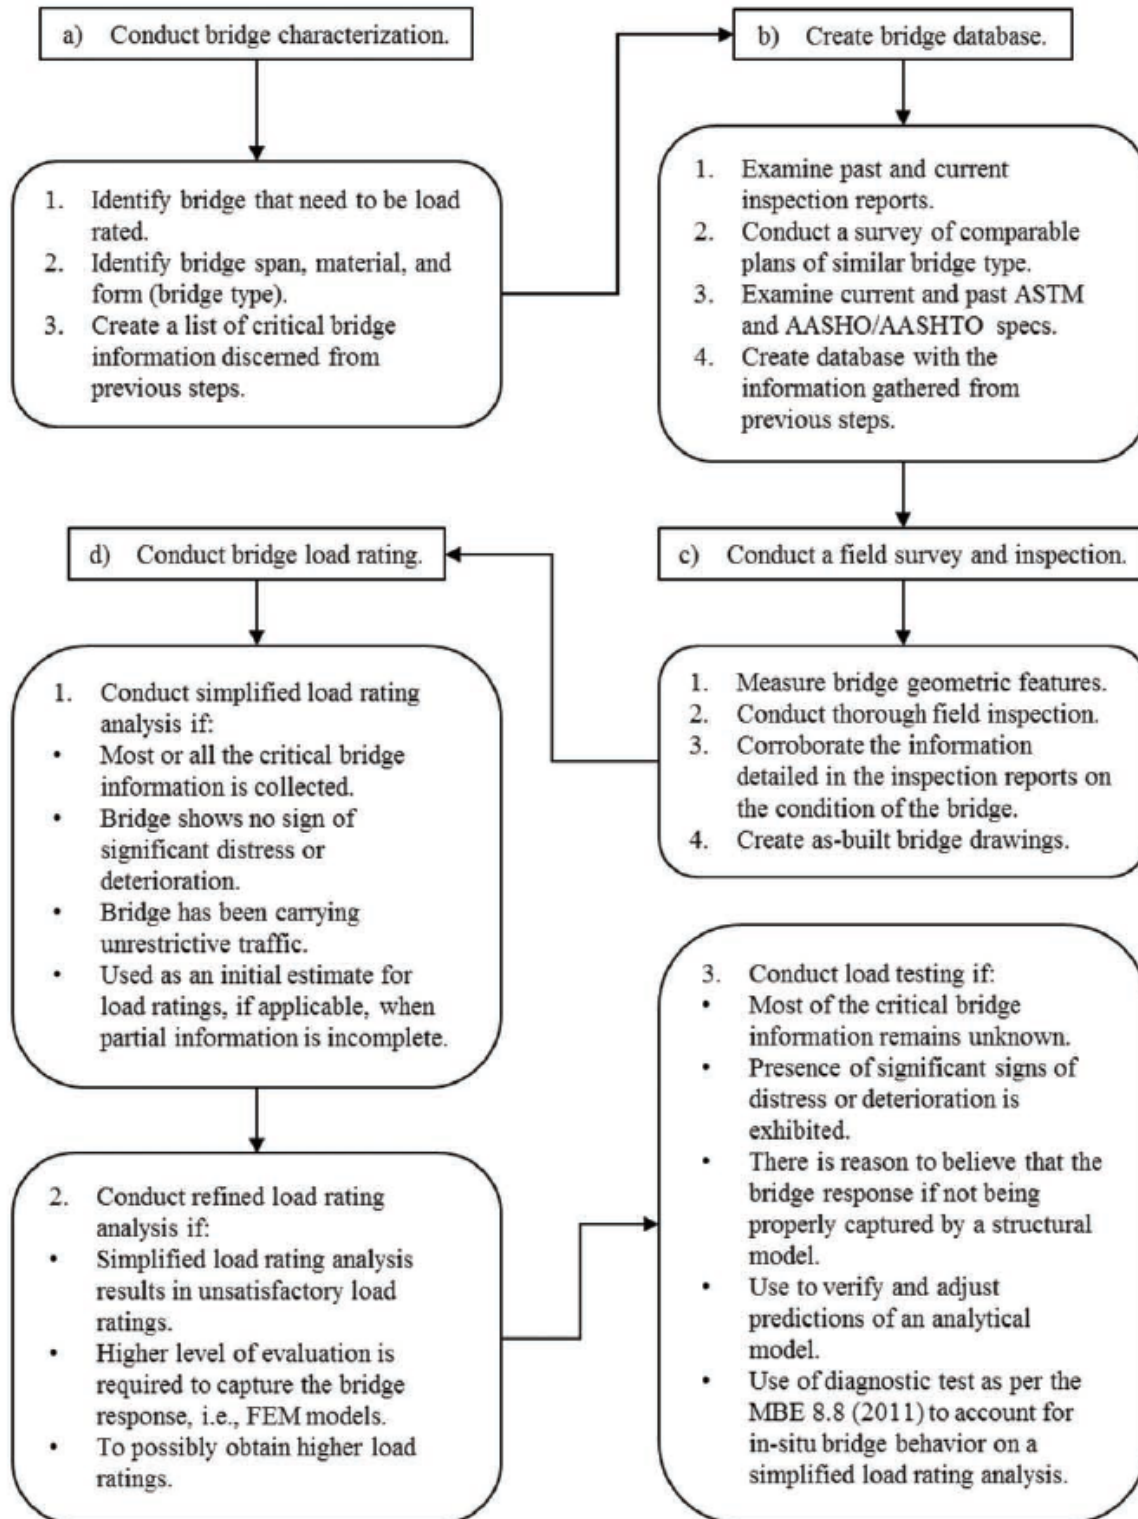 a) Conduct bridge characterization.
1. Identify bridge that need to be load
rated.
2. Identify bridge span, material, and
form (bridge type).
3. Create a list of critical bridge
information discerned from
previous steps.
b) Create bridge database.
1. Examine past and current
inspection reports.
2. Conduct a survey of comparable
plans of similar bridge type.
3. Examine current and past ASTM
and AASHO/AASHTO specs.
4. Create database with the
information gathered from
previous steps.
c) Conduct a field survey and inspection.
1. Measure bridge geometric features.
2. Conduct thorough field inspection.
3. Corroborate the information
detailed in the inspection reports on
the condition of the bridge.
4. Create as-built bridge drawings.
d) Conduct bridge load rating.
1. Conduct simplified load rating
analysis if:
• Most or all the critical bridge
information is collected.
• Bridge shows no sign of
significant distress or
deterioration.
• Bridge has been carrying
unrestrictive traffic.
• Used as an initial estimate for
load ratings, if applicable, when
partial information is incomplete.
2. Conduct refined load rating
analysis if:
• Simplified load rating analysis
results in unsatisfactory load
ratings.
• Higher level of evaluation is
required to capture the bridge
response, i.e., FEM models.
• To possibly obtain higher load
ratings.
3. Conduct load testing if:
• Most of the critical bridge
information remains unknown.
• Presence of significant signs of
distress or deterioration is
exhibited.
• There is reason to believe that the
bridge response if not being
properly captured by a structural
model.
• Use to verify and adjust
predictions of an analytical
model.
• Use of diagnostic test as per the
MBE 8.8 (2011) to account for
in-situ bridge behavior on a
simplified load rating analysis.